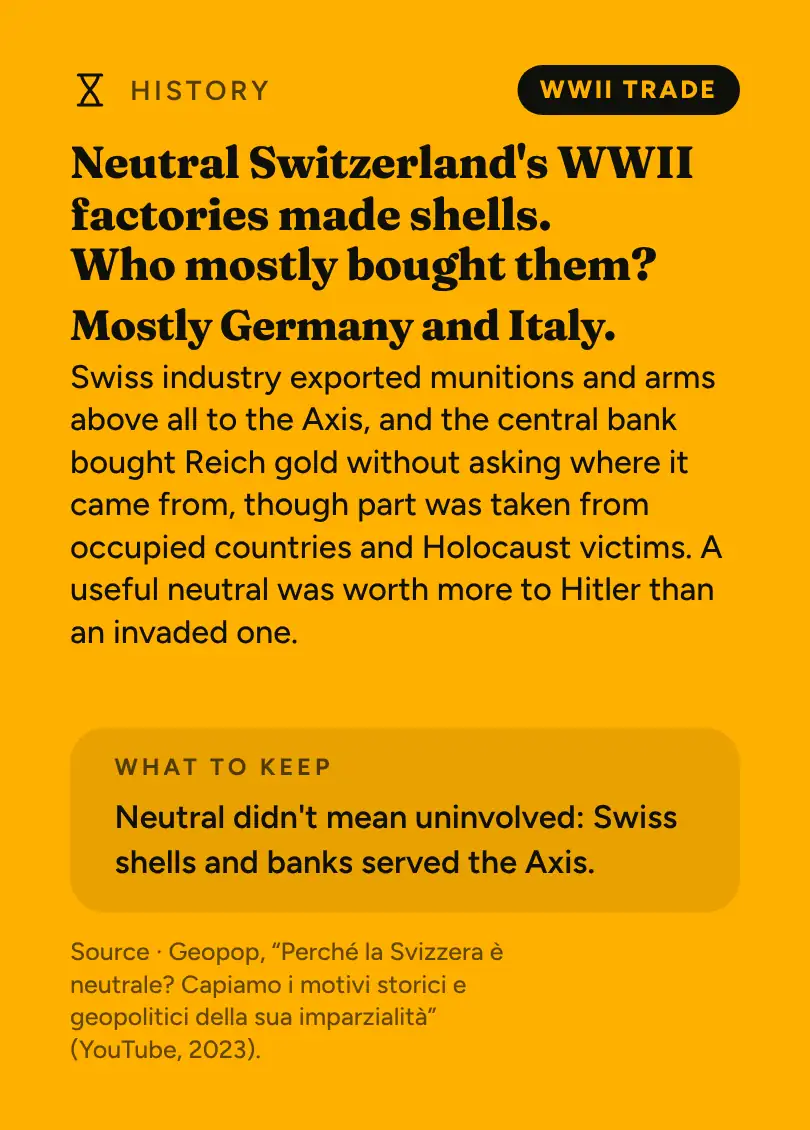 HISTORY
WWII TRADE
Neutral Switzerland's WWII
factories made shells.
Who mostly bought them?
Mostly Germany and Italy.
Swiss industry exported munitions and arms
above all to the Axis, and the central bank
bought Reich gold without asking where it
came from, though part was taken from
occupied countries and Holocaust victims. A
useful neutral was worth more to Hitler than
an invaded one.
WHAT TO KEEP
Neutral didn't mean uninvolved: Swiss
shells and banks served the Axis.
Source · Geopop, “Perché la Svizzera è
neutrale? Capiamo i motivi storici e
geopolitici della sua imparzialità”
(YouTube, 2023).